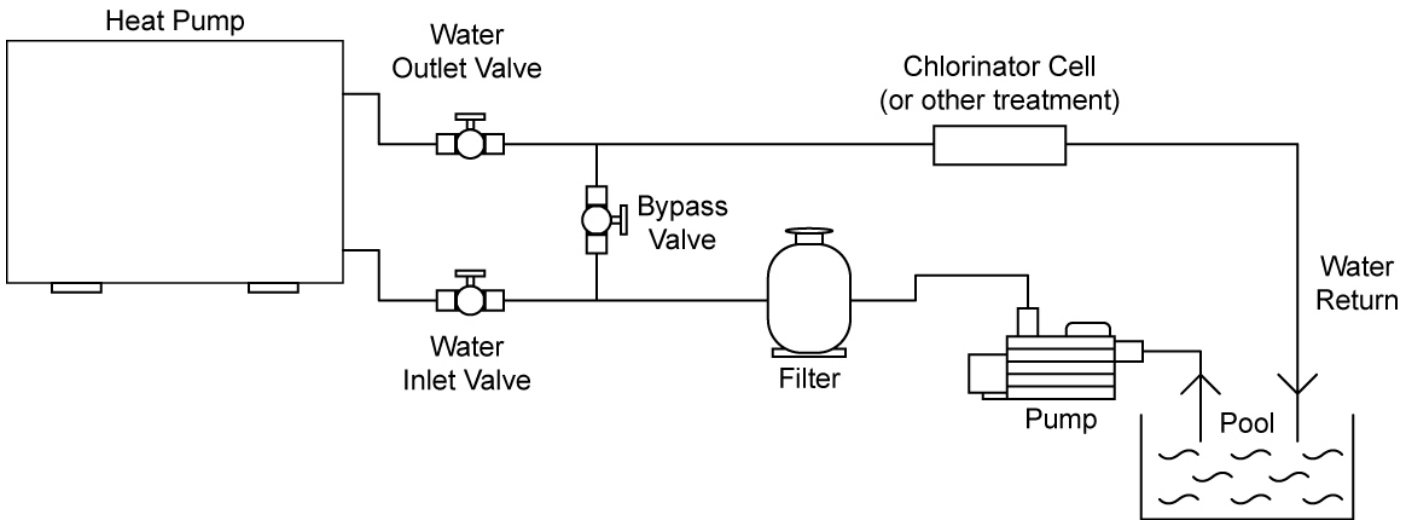 Heat Pump
Water
Outlet Valve
Chlorinator Cell
(or other treatment)
Bypass
Valve
Water
Return
Water
Inlet Valve
Filter
Pump
Pool